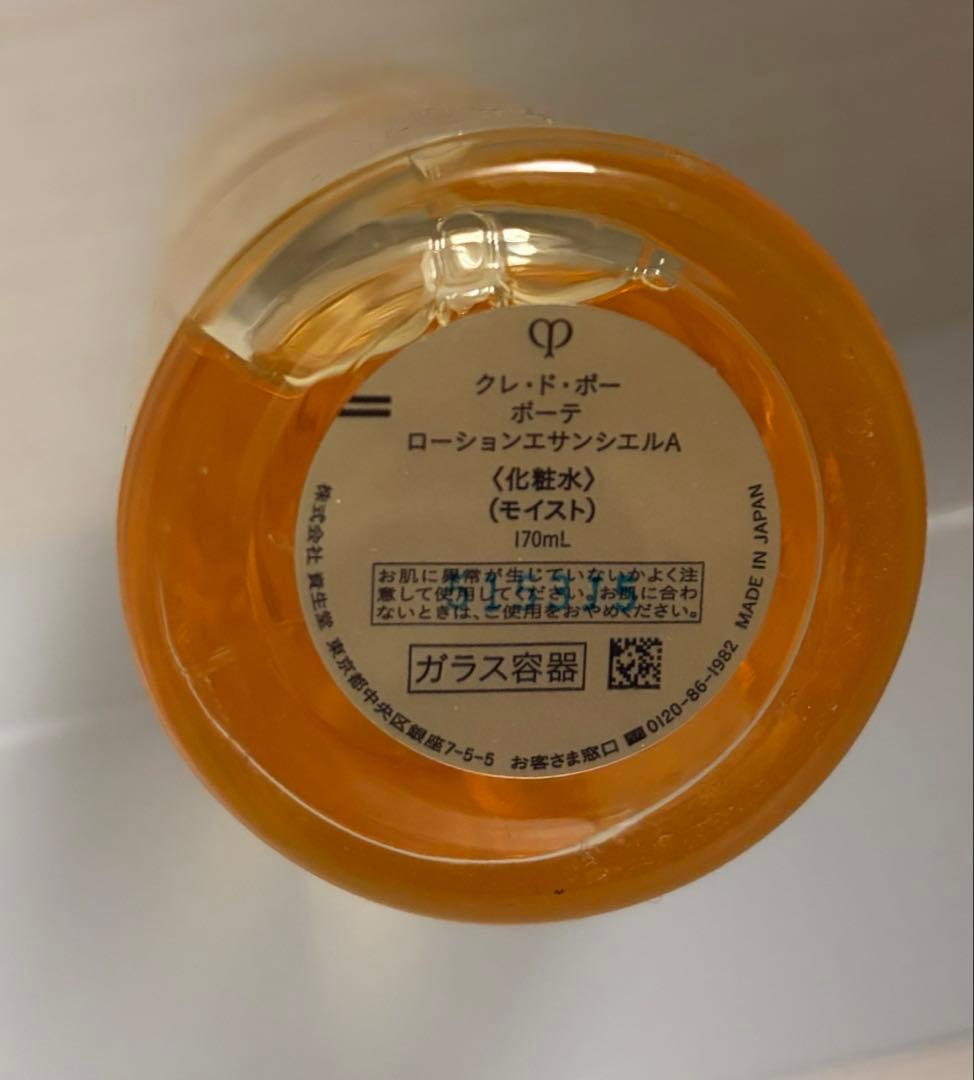 クレ・ド・ポー
ボーテ
ローションエサンシエルA
〈化粧水〉
(モイスト)
170mL
お肌に異常が生じていないかよく注
意して使用してください。お肌に合わ
ないときは、ご使用をおやめください。
ガラス容器
株式会社 資生堂 東京都中央区銀座7-5-5 お客さま窓口 0120-86-1982 MADE IN JAPAN